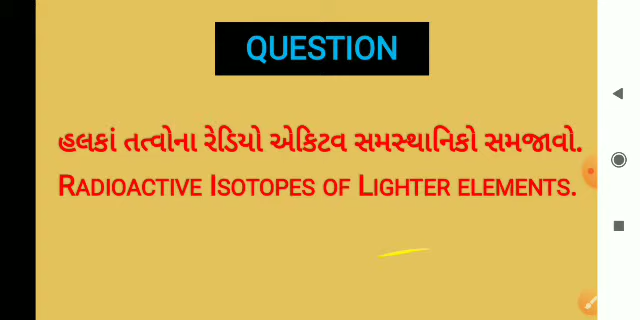 QUESTION
હલકાં તત્વોના રેડિયો એકિટવ સમસ્થાનિકો સમજાવો.
RADIOACTIVE ISOTOPES OF LIGHTER ELEMENTS.